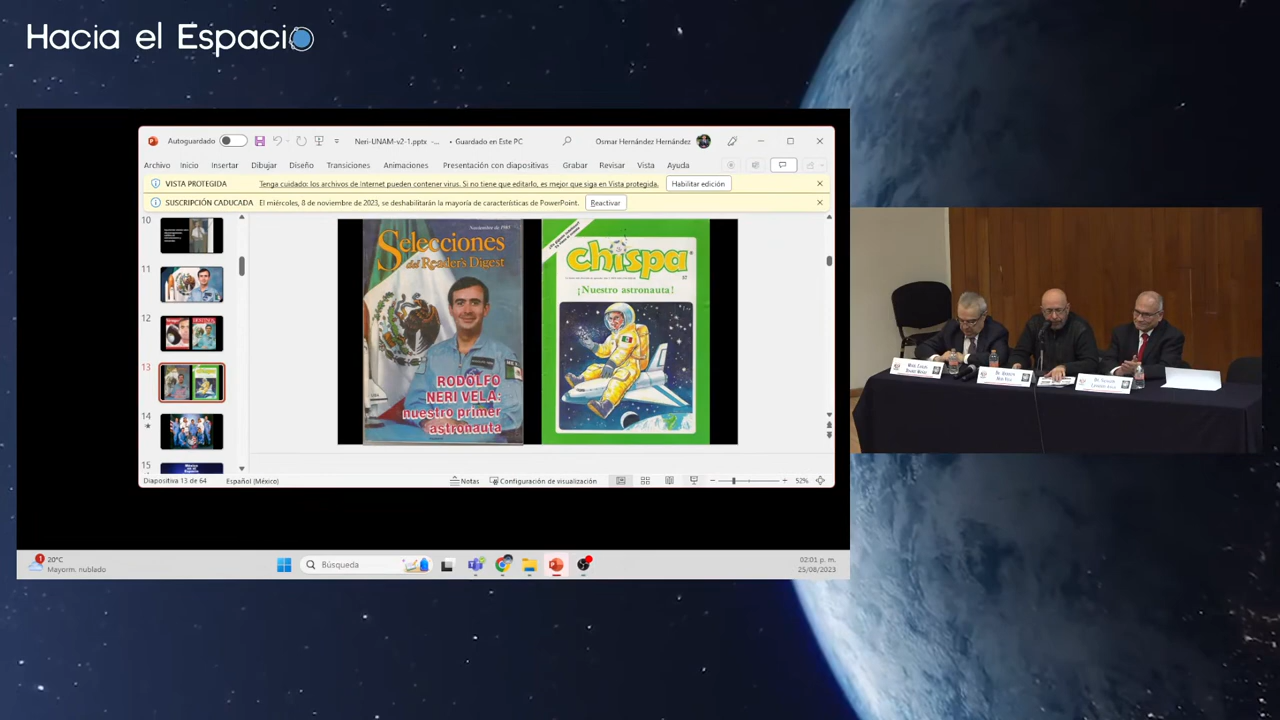 Hacia el Espacio
Autoguardado
Neri-UNAM-v2-1.pptx
• Guardado en Este PC
Osmar Hernández Hernández
Archivo Inicio Insertar Dibujar Diseño Transiciones Animaciones Presentación con diapositivas Grabar Revisar Vista Ayuda
VISTA PROTEGIDA Tenga cuidado: los archivos de Internet pueden contener virus. Si no tiene que editarlo, es mejor que siga en Vista protegida. Habilitar edición
SUSCRIPCIÓN CADUCADA El miércoles, 8 de noviembre de 2023, se deshabilitarán la mayoría de características de PowerPoint. Reactivar
10
11
12
13
14
15
Noviembre de 1985
Selecciones
del Reader's Digest
RODOLFO
NERI VELA:
nuestro primer
astronauta
chispa
¡Nuestro astronauta!
Diapositiva 13 de 64 Español (México) Notas Configuración de visualización 52%
1
20°C
Mayorm. nublado
Búsqueda
02:01 p. m.
25/08/2023